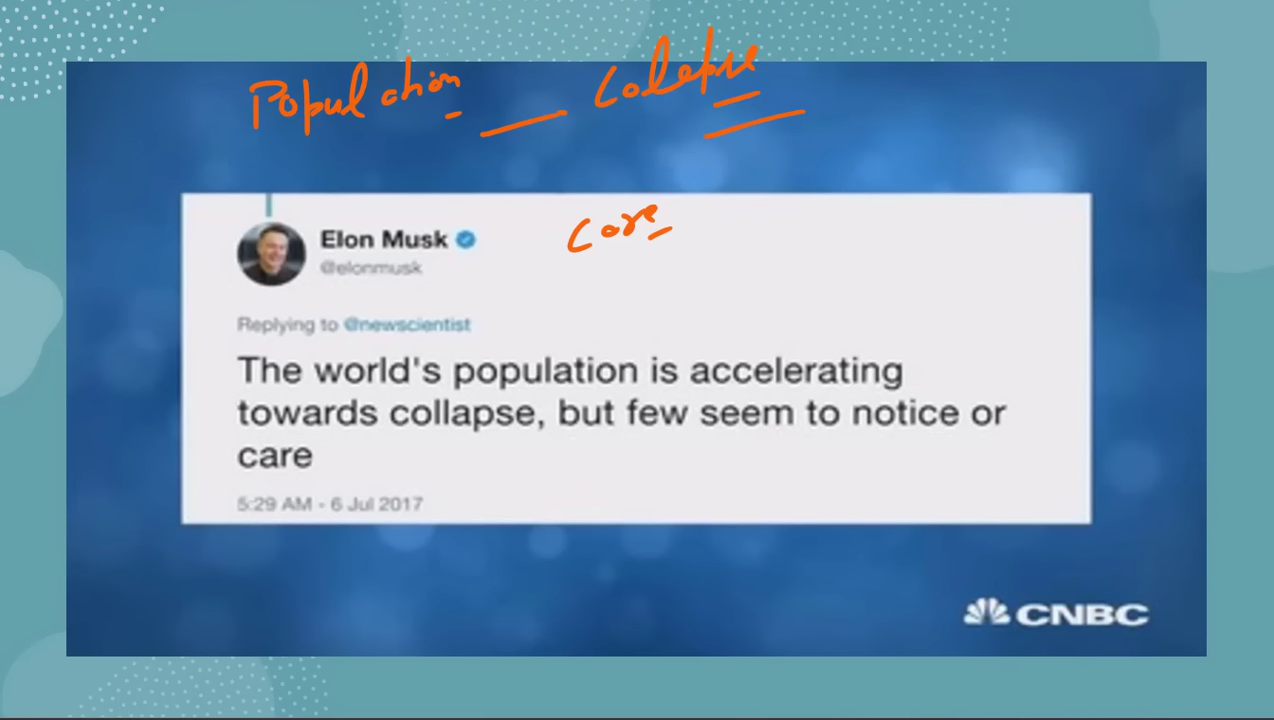 Population — Colapse
Care
Elon Musk
@elonmusk
Replying to @newscientist
The world's population is accelerating
towards collapse, but few seem to notice or
care
5:29 AM - 6 Jul 2017
CNBC